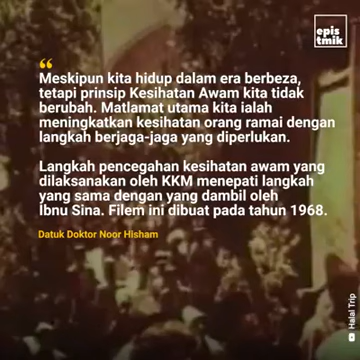 epis
tmik
“
Meskipun kita hidup dalam era berbeza,
tetapi prinsip Kesihatan Awam kita tidak
berubah. Matlamat utama kita ialah
meningkatkan kesihatan orang ramai dengan
langkah berjaga-jaga yang diperlukan.
Langkah pencegahan kesihatan awam yang
dilaksanakan oleh KKM menepati langkah
yang sama dengan yang diambil oleh
Ibnu Sina. Filem ini dibuat pada tahun 1968.
Datuk Doktor Noor Hisham
Halal Trip